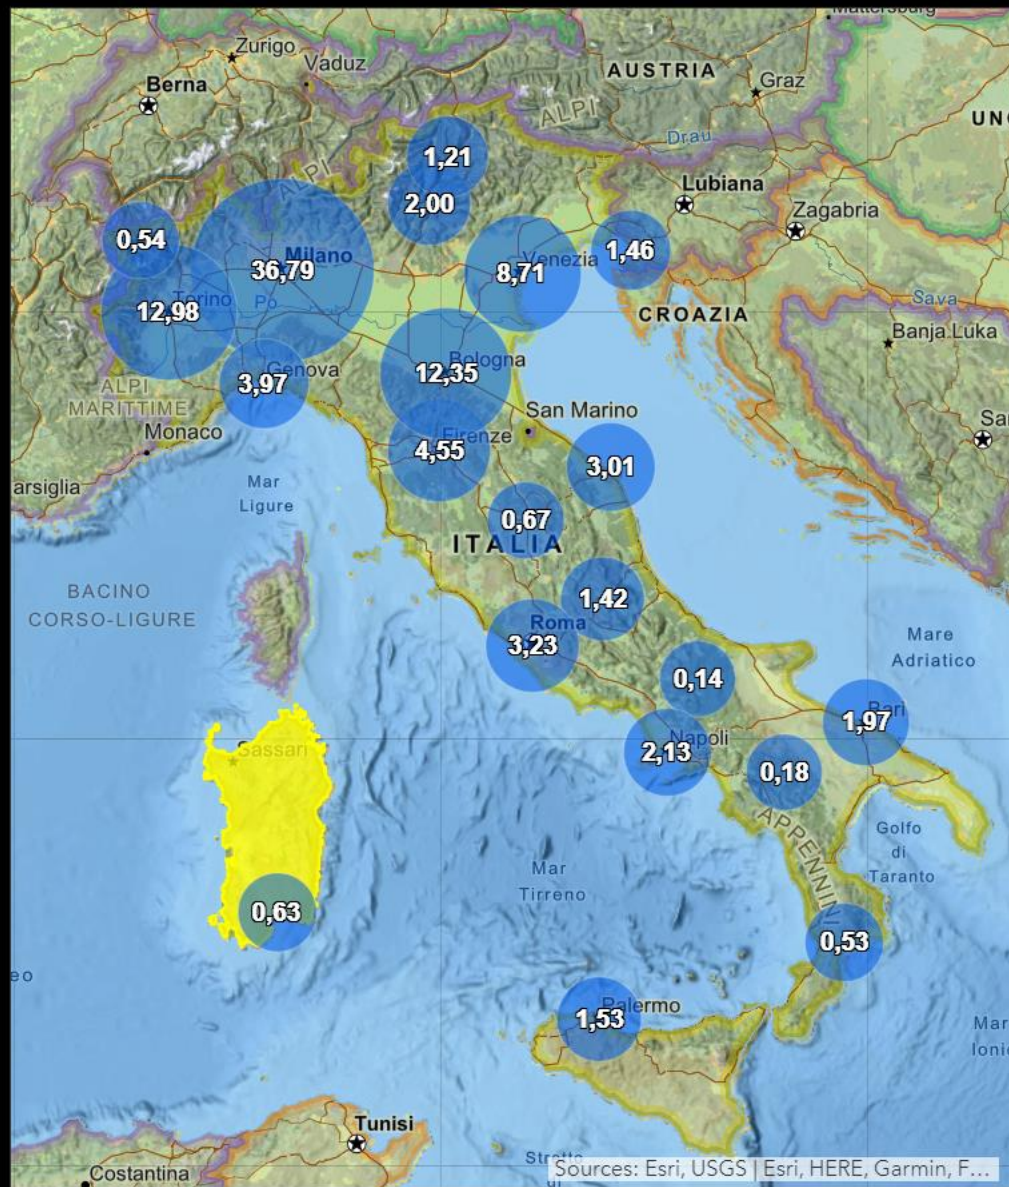 Mattersburg
Zurigo
Vaduz
Berna
AUSTRIA
Graz
ALPI
UNG
Drau
1,21
ALPI
Lubiana
2,00
Zagabria
0,54
Milano
36,79
Venezia
8,71
1,46
Torino
12,98
Po
Sava
CROAZIA
Banja Luka
Bologna
12,35
Genova
3,97
ALPI
MARITTIME
San Marino
Monaco
Firenze
4,55
3,01
arsiglia
Mar
Ligure
0,67
ITALIA
BACINO
CORSO-LIGURE
1,42
Roma
3,23
Mare
Adriatico
0,14
Bari
1,97
Napoli
2,13
Sassari
0,18
APPENNINI
Golfo
di
Taranto
Mar
Tirreno
0,63
0,53
eo
Palermo
1,53
Mar
Ionio
Tunisi
Costantina
Sources: Esri, USGS | Esri, HERE, Garmin, F...